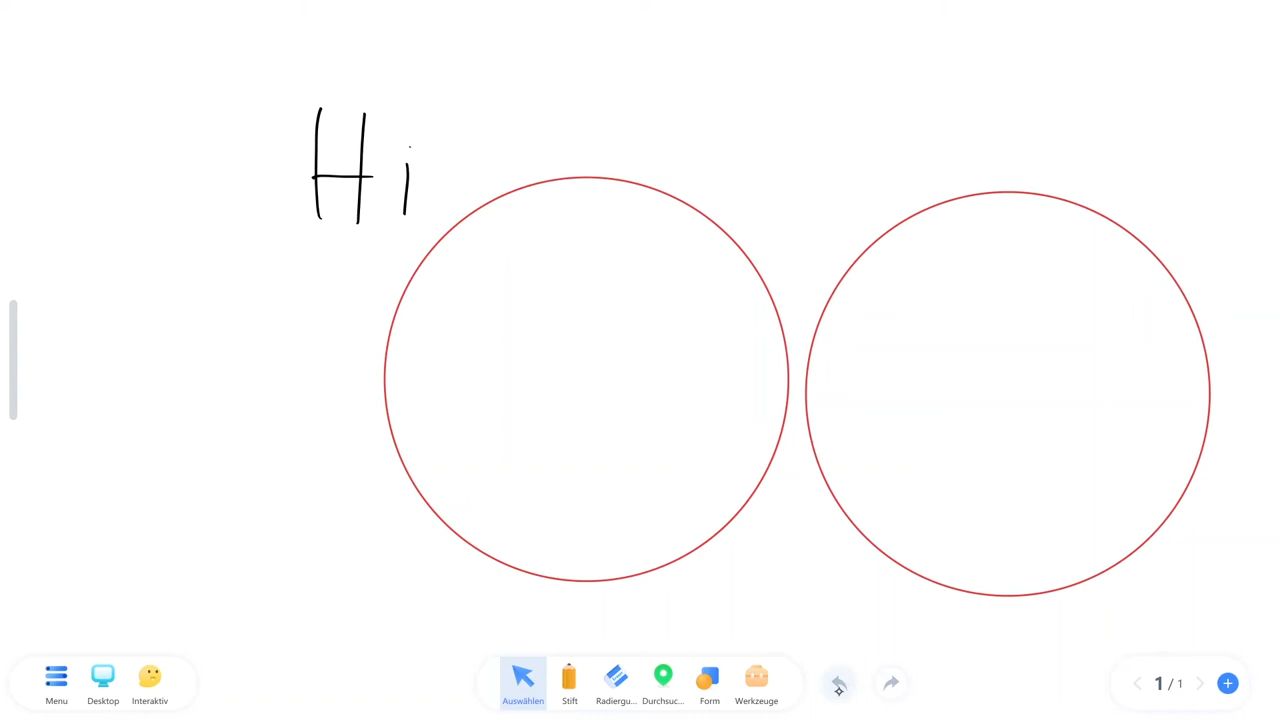 Hi
Menu
Desktop
Interaktiv
Auswählen
Stift
Radiergu...
Durchsuc...
Form
Werkzeuge
1 / 1